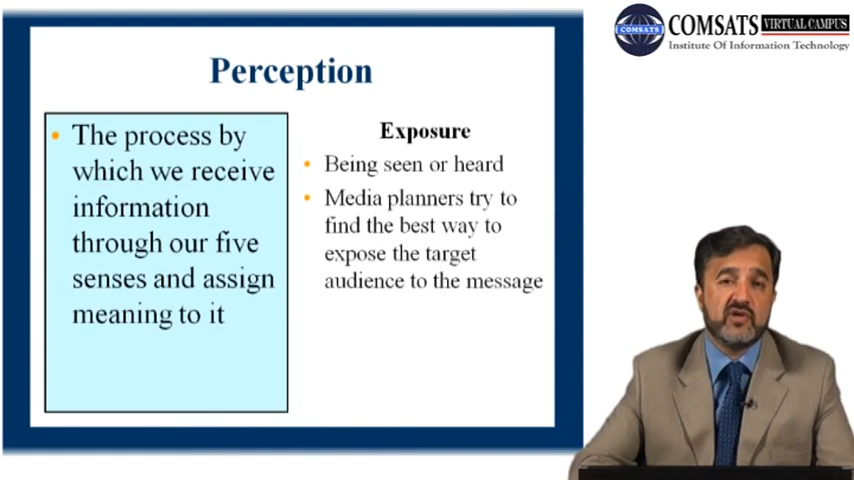 COMSATS VIRTUAL CAMPUS
COMSATS
Institute Of Information Technology
Perception
• The process by
which we receive
information
through our five
senses and assign
meaning to it
Exposure
• Being seen or heard
• Media planners try to
find the best way to
expose the target
audience to the message